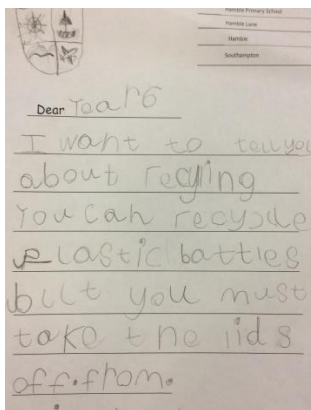 Hamble Primary School
Hamble Lane
Hamble
Southampton
Dear Year 6
I want to tell you
about recyling
you can recycle
plastic battles
but you must
take the lids
off.from.